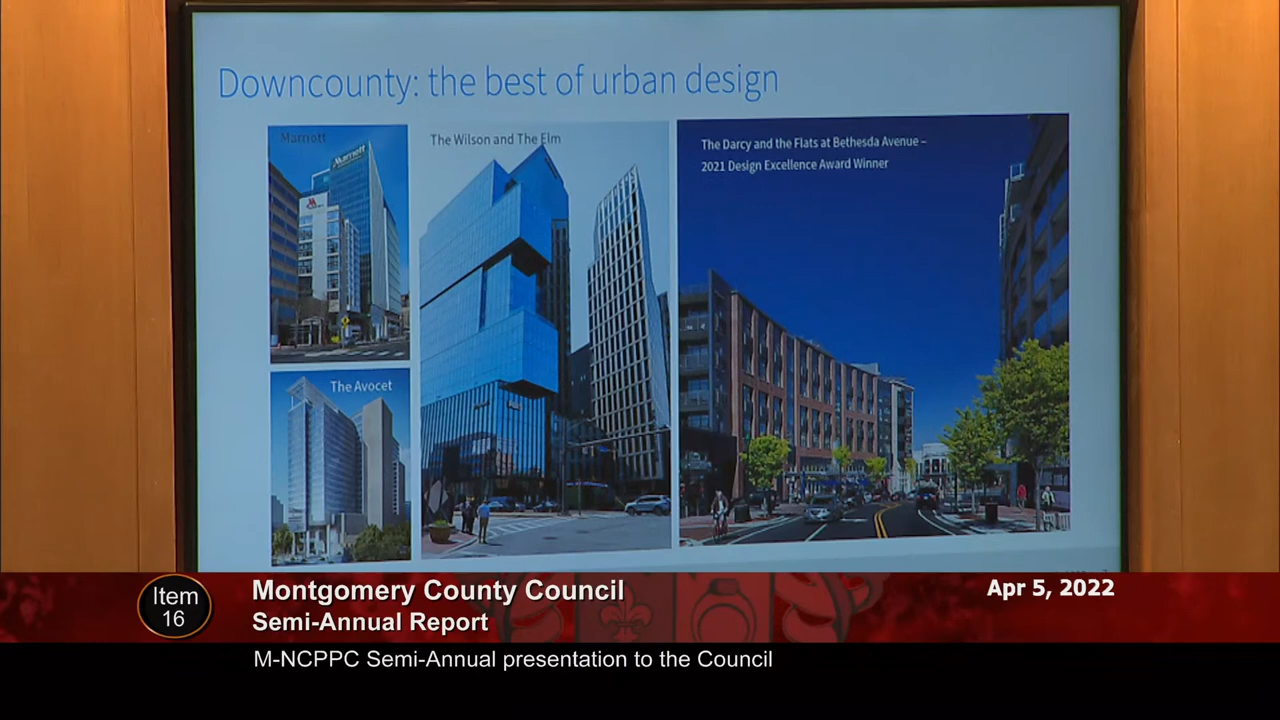 Downcounty: the best of urban design
Marriott
The Wilson and The Elm
The Darcy and the Flats at Bethesda Avenue –
2021 Design Excellence Award Winner
Marriott
The Avocet
Item
16
Montgomery County Council
Semi-Annual Report
Apr 5, 2022
M-NCPPC Semi-Annual presentation to the Council